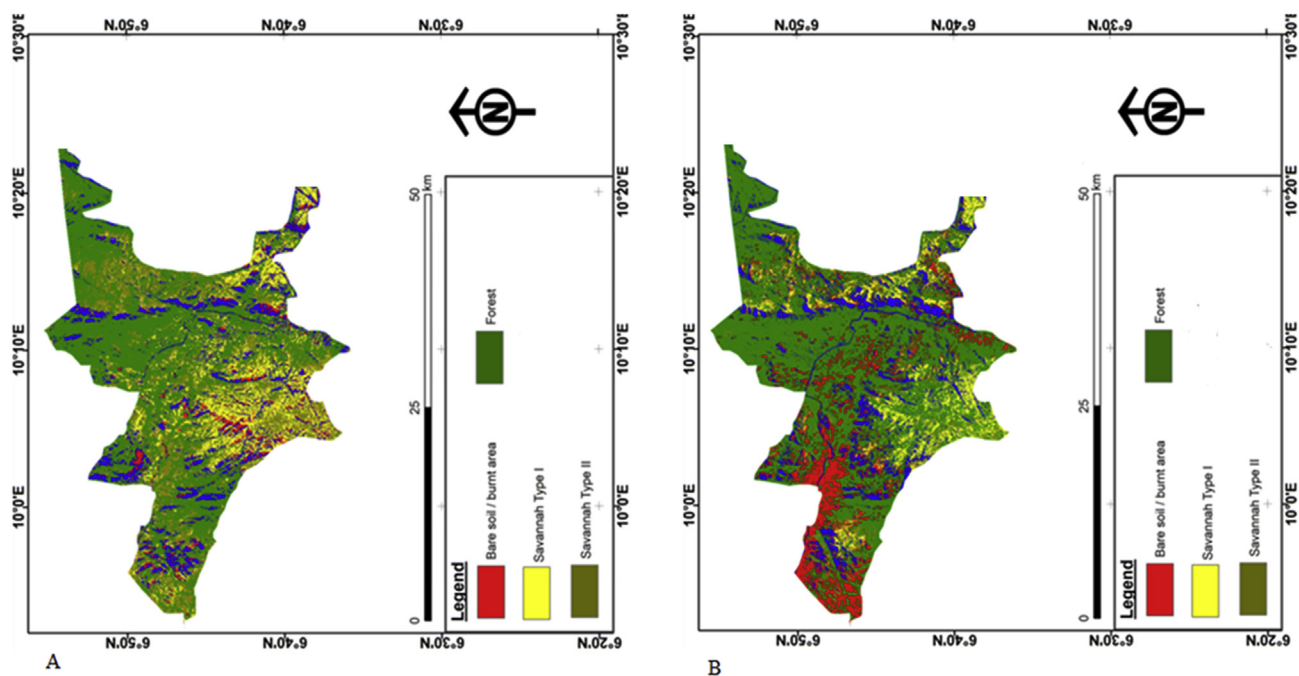 6°50'N 6°40'N 6°30'N 6°20'N
10°30'E 10°30'E
N
10°20'E 10°20'E
50 km
25
0
10°10'E 10°10'E
10°0'E 10°0'E
Legend
Bare soil / burnt area
Savannah Type I
Savannah Type II
Forest
6°50'N 6°40'N 6°30'N 6°20'N
A
6°50'N 6°40'N 6°30'N 6°20'N
10°30'E 10°30'E
N
10°20'E 10°20'E
50 km
25
0
10°10'E 10°10'E
10°0'E 10°0'E
Legend
Bare soil / burnt area
Savannah Type I
Savannah Type II
Forest
6°50'N 6°40'N 6°30'N 6°20'N
B